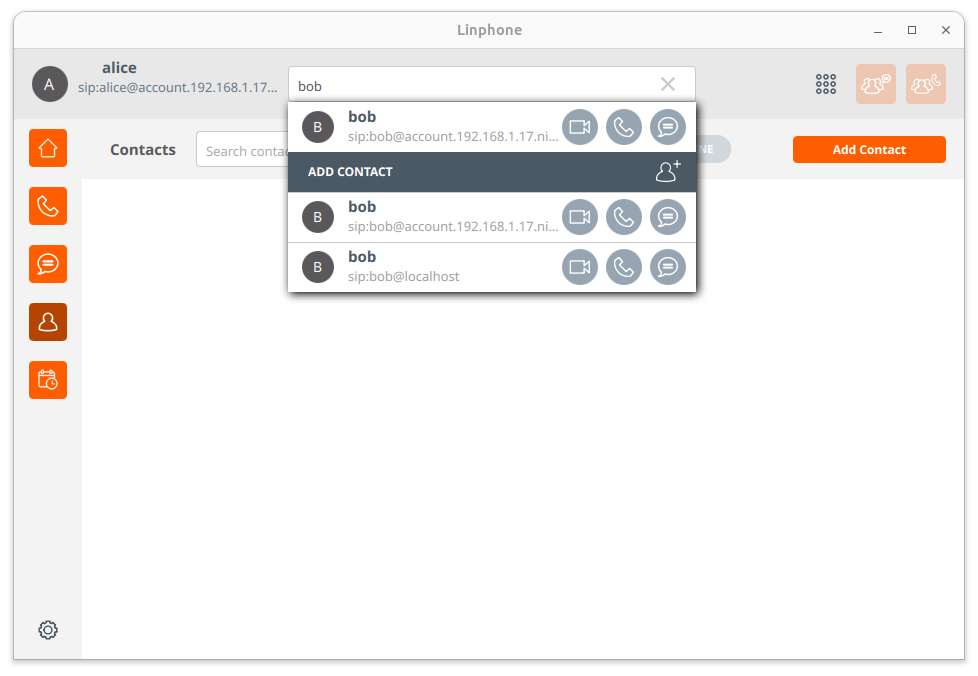 Linphone
A
alice
sip:alice@account.192.168.1.17...
bob
B
bob
sip:bob@account.192.168.1.17.ni...
Contacts
Search contac
NE
Add Contact
ADD CONTACT
B
bob
sip:bob@account.192.168.1.17.ni...
B
bob
sip:bob@localhost